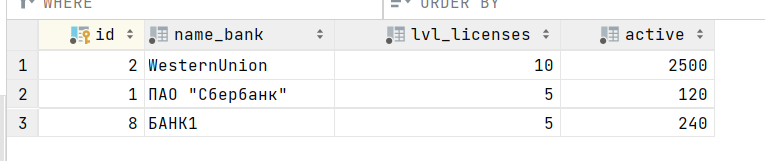 WHERE ORDER BY
id name_bank lvl_licenses active
1 2 WesternUnion 10 2500
2 1 ПАО "Сбербанк" 5 120
3 8 БАНК1 5 240